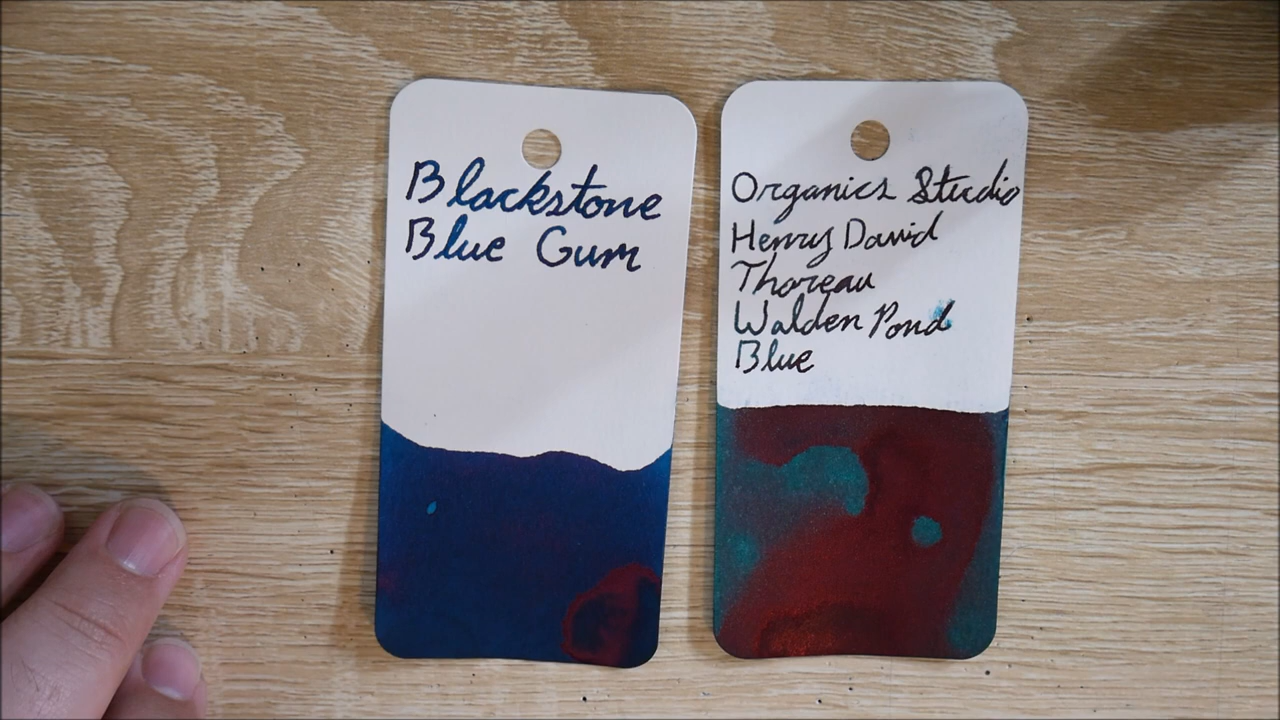 Blackstone
Blue Gum
Organics Studio
Henry David
Thoreau
Walden Pond
Blue